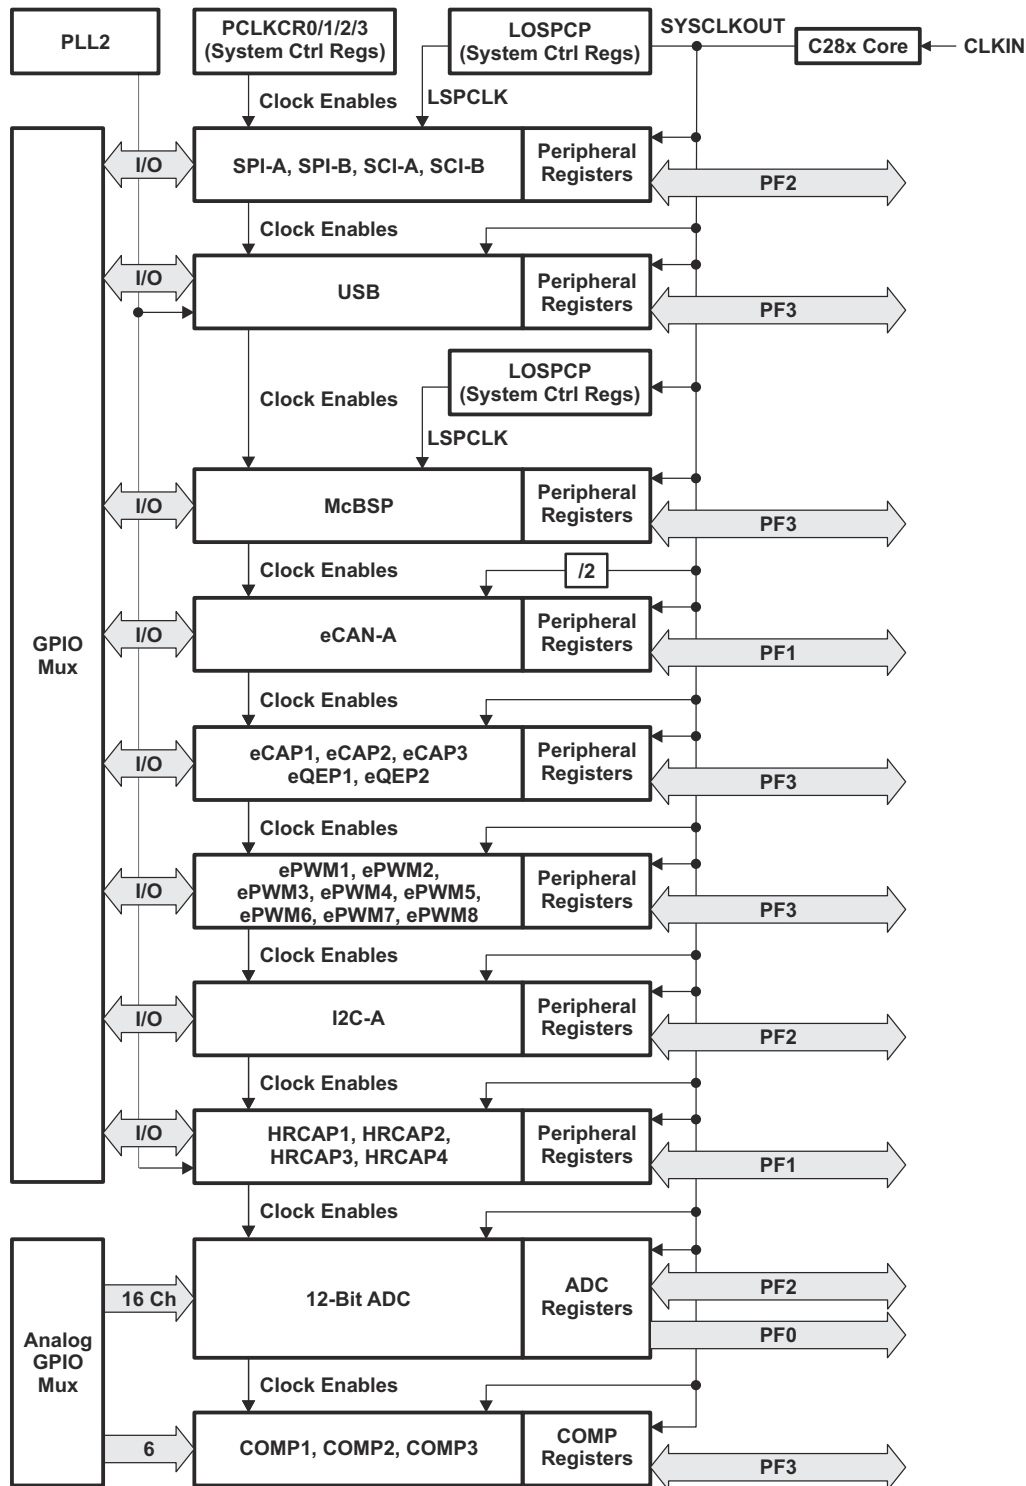 PLL2
PCLKCR0/1/2/3
(System Ctrl Regs)
LOSPCP
(System Ctrl Regs)
SYSCLKOUT
C28x Core
CLKIN
Clock Enables
LSPCLK
I/O
SPI-A, SPI-B, SCI-A, SCI-B
Peripheral
Registers
PF2
Clock Enables
I/O
USB
Peripheral
Registers
PF3
LOSPCP
(System Ctrl Regs)
Clock Enables
LSPCLK
I/O
McBSP
Peripheral
Registers
PF3
Clock Enables
/2
GPIO
Mux
I/O
eCAN-A
Peripheral
Registers
PF1
Clock Enables
I/O
eCAP1, eCAP2, eCAP3
eQEP1, eQEP2
Peripheral
Registers
PF3
Clock Enables
I/O
ePWM1, ePWM2,
ePWM3, ePWM4, ePWM5,
ePWM6, ePWM7, ePWM8
Peripheral
Registers
PF3
Clock Enables
I/O
I2C-A
Peripheral
Registers
PF2
Clock Enables
I/O
HRCAP1, HRCAP2,
HRCAP3, HRCAP4
Peripheral
Registers
PF1
Clock Enables
Analog
GPIO
Mux
16 Ch
12-Bit ADC
ADC
Registers
PF2
PF0
Clock Enables
6
COMP1, COMP2, COMP3
COMP
Registers
PF3